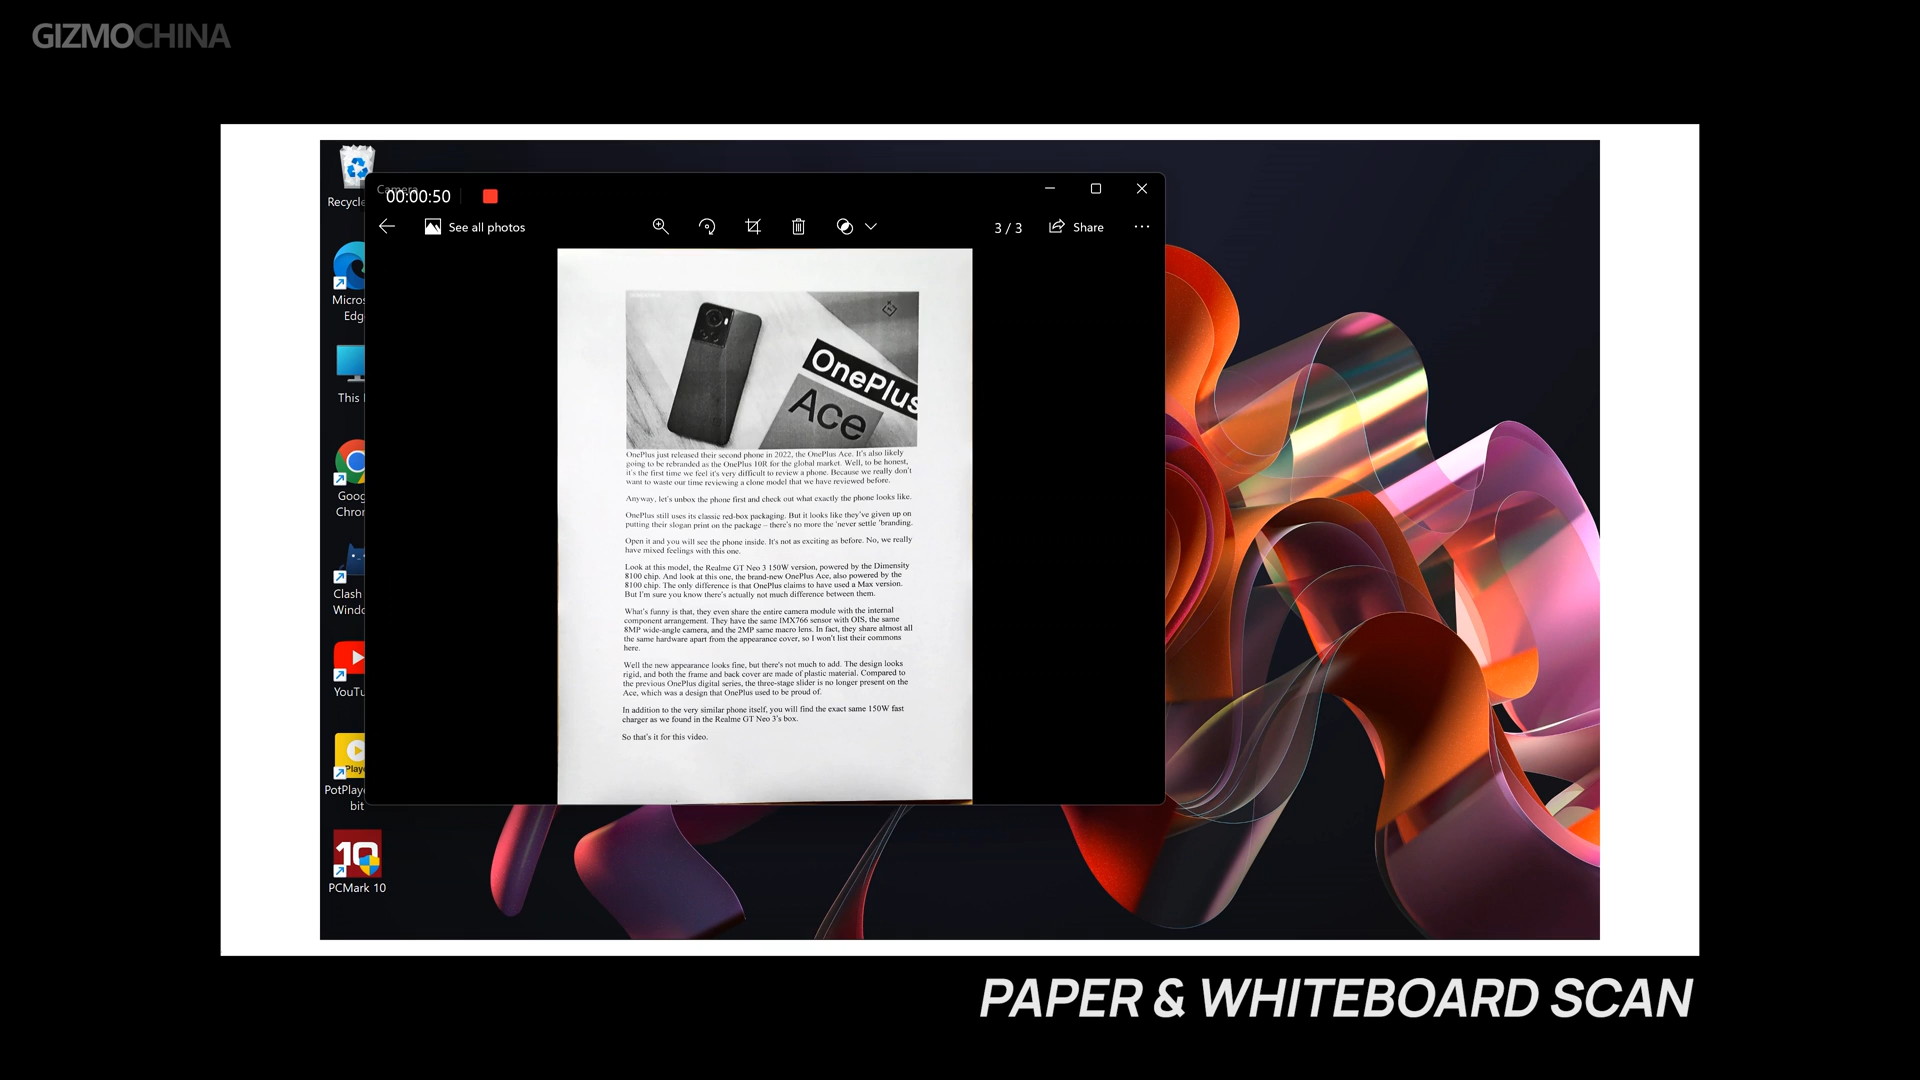 GIZMOCHINA
Recycle
Camera
00:00:50
See all photos
3 / 3
Share
Micros
Edg
This
Goog
Chron
Clash
Windo
YouTu
Playe
PotPlaye
bit
10
PCMark 10
OnePlus
Ace
OnePlus just released their second phone in 2022, the OnePlus Ace. It's also likely
going to be rebranded as the OnePlus 10R for the global market. Well, to be honest,
it's the first time we feel it's very difficult to review a phone. Because we really don't
want to waste our time reviewing a clone model that we have reviewed before.
Anyway, let's unbox the phone first and check out what exactly the phone looks like.
OnePlus still uses its classic red-box packaging. But it looks like they've given up on
putting their slogan print on the package – there's no more the 'never settle 'branding.
Open it and you will see the phone inside. It's not as exciting as before. No, we really
have mixed feelings with this one.
Look at this model, the Realme GT Neo 3 150W version, powered by the Dimensity
8100 chip. And look at this one, the brand-new OnePlus Ace, also powered by the
8100 chip. The only difference is that OnePlus claims to have used a Max version.
But I'm sure you know there's actually not much difference between them.
What's funny is that, they even share the entire camera module with the internal
component arrangement. They have the same IMX766 sensor with OIS, the same
8MP wide-angle camera, and the 2MP same macro lens. In fact, they share almost all
the same hardware apart from the appearance cover, so I won't list their commons
here.
Well the new appearance looks fine, but there's not much to add. The design looks
rigid, and both the frame and back cover are made of plastic material. Compared to
the previous OnePlus digital series, the three-stage slider is no longer present on the
Ace, which was a design that OnePlus used to be proud of.
In addition to the very similar phone itself, you will find the exact same 150W fast
charger as we found in the Realme GT Neo 3's box.
So that's it for this video.
PAPER & WHITEBOARD SCAN